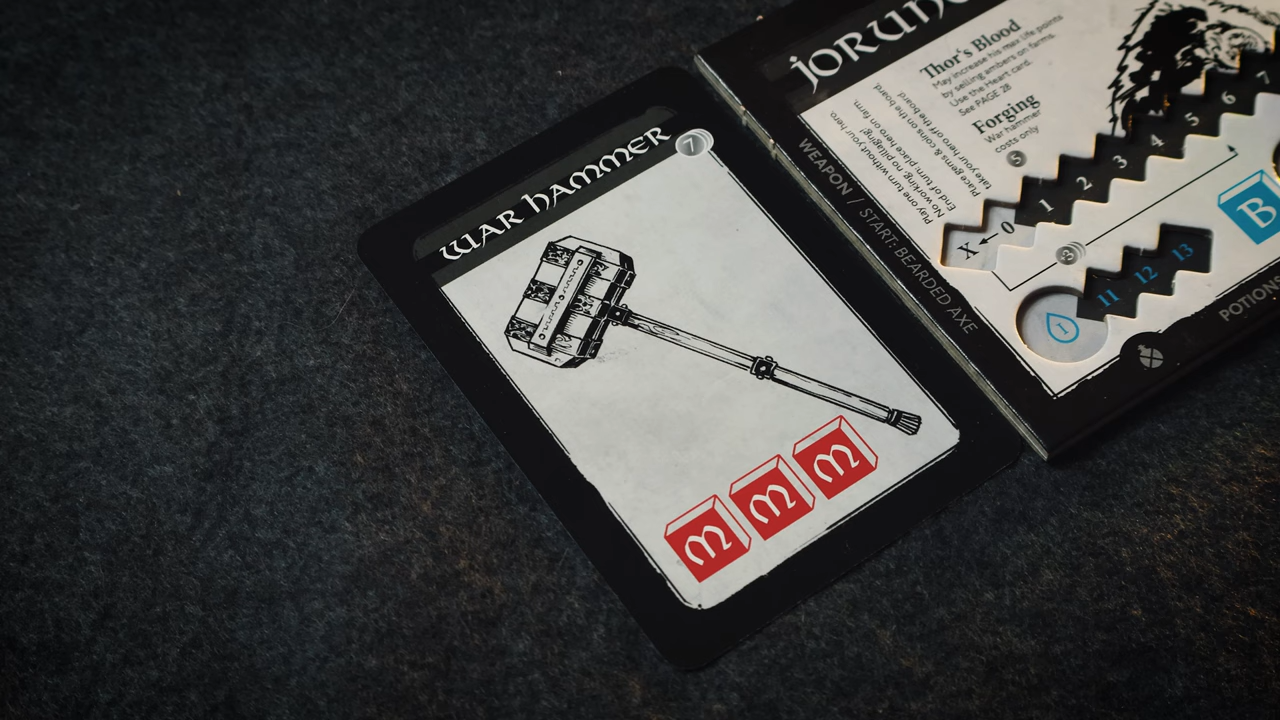 WAR hAMMER
7
M M M
JORUN
Thor's Blood
May increase his max life points
by selling ambers on farms.
Use the Heart card.
See PAGE 28
Forging
War hammer
costs only
5
Play one turn without your hero.
No working; no pillaging!
End of turn: place hero on farm.
Place gems & coins on the board
take your hero off the board.
X ← 0 1 2 3 4 5 6 7
3
11 12 13
I
B
WEAPON / START: BEARDED AXE
POTIONS